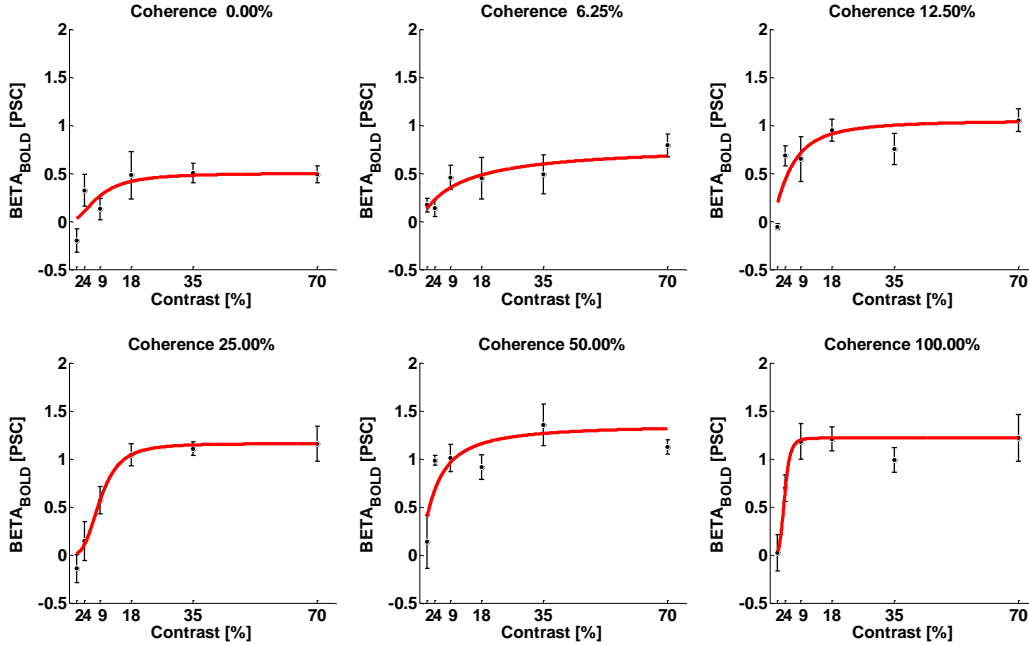 Coherence  0.00%
2
1.5
1
0.5
0
-0.5
BETA_BOLD [PSC]
24 9 18 35 70
Contrast [%]
Coherence  6.25%
2
1.5
1
0.5
0
-0.5
BETA_BOLD [PSC]
24 9 18 35 70
Contrast [%]
Coherence 12.50%
2
1.5
1
0.5
0
-0.5
BETA_BOLD [PSC]
24 9 18 35 70
Contrast [%]
Coherence 25.00%
2
1.5
1
0.5
0
-0.5
BETA_BOLD [PSC]
24 9 18 35 70
Contrast [%]
Coherence 50.00%
2
1.5
1
0.5
0
-0.5
BETA_BOLD [PSC]
24 9 18 35 70
Contrast [%]
Coherence 100.00%
2
1.5
1
0.5
0
-0.5
BETA_BOLD [PSC]
24 9 18 35 70
Contrast [%]